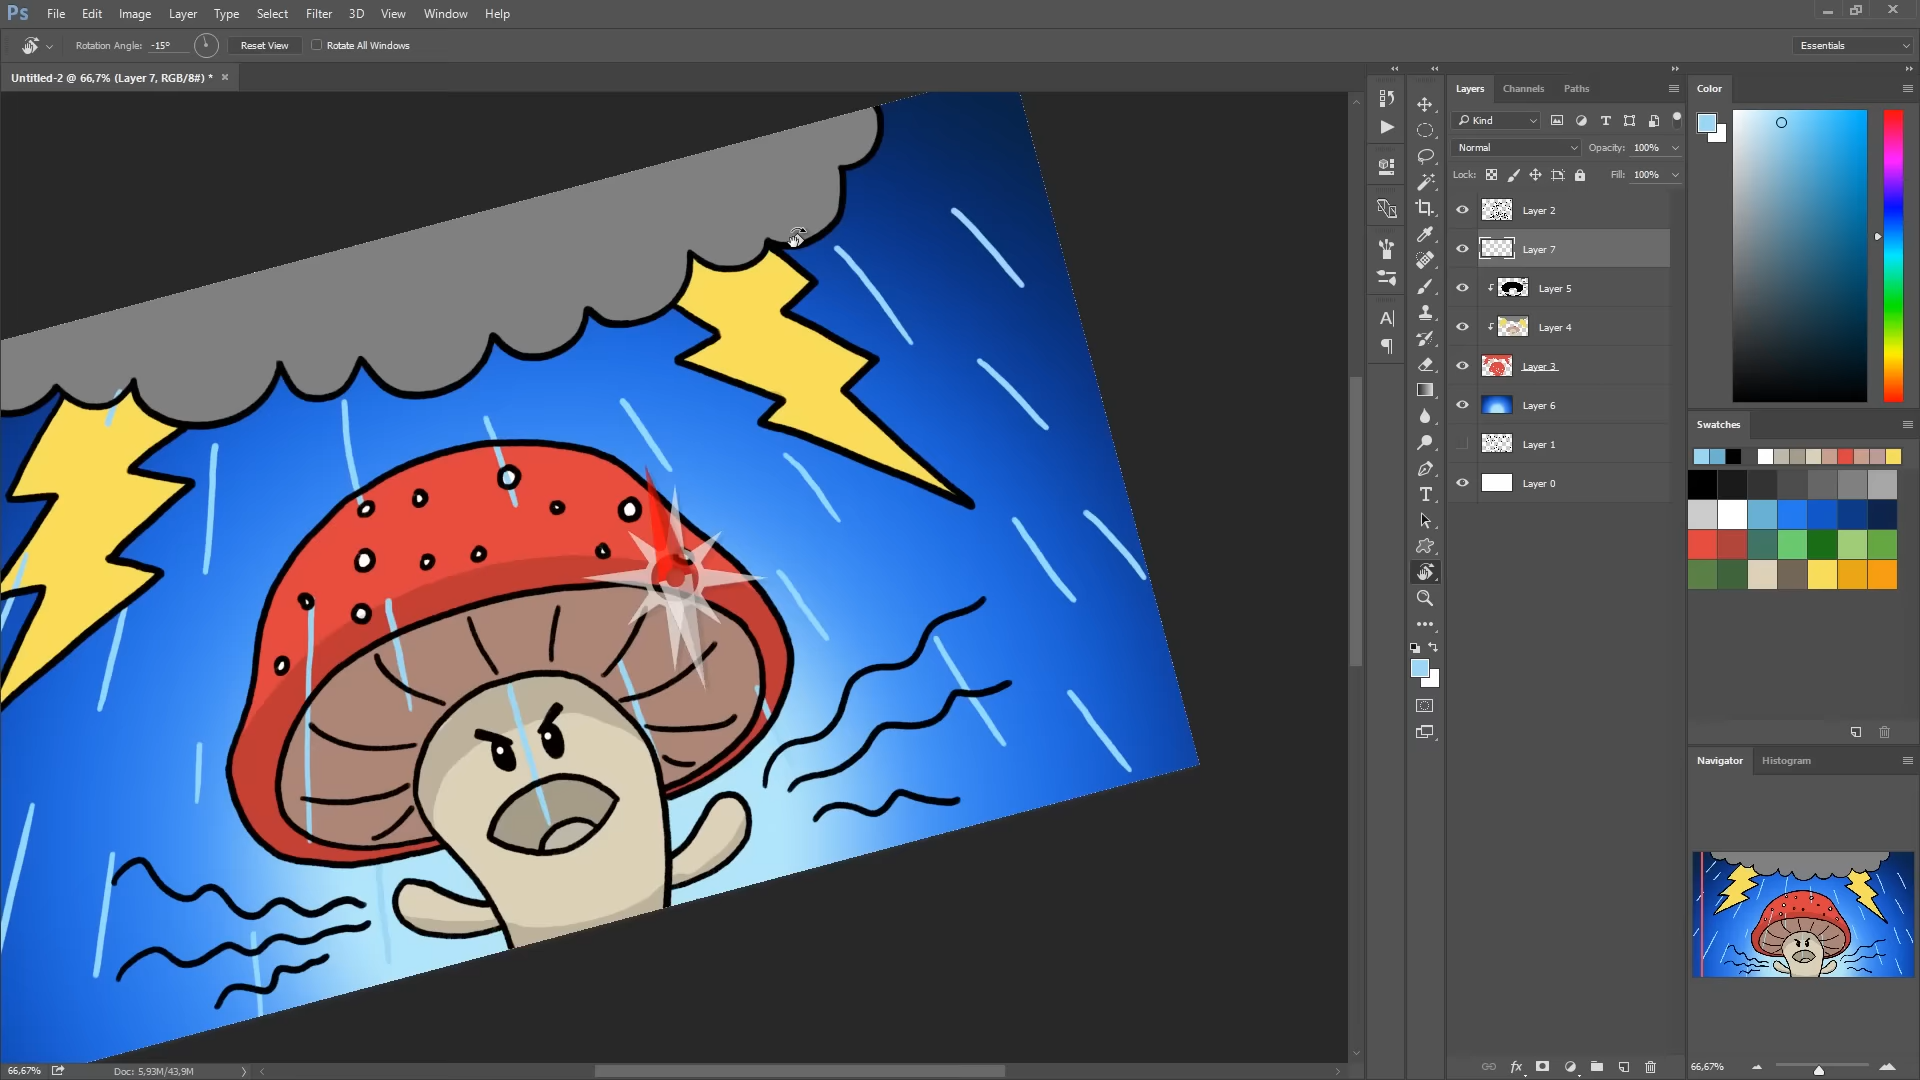 Ps File Edit Image Layer Type Select Filter 3D View Window Help
Rotation Angle: -15° Reset View Rotate All Windows Essentials
Untitled-2 @ 66,7% (Layer 7, RGB/8#) * ×
Layers Channels Paths
Color
Kind
Normal Opacity: 100%
Lock: Fill: 100%
Layer 2
Layer 7
Layer 5
Layer 4
Layer 3
Layer 6
Layer 1
Layer 0
Swatches
Navigator Histogram
66,67% Doc: 5,93M/43,9M
fx
66,67%